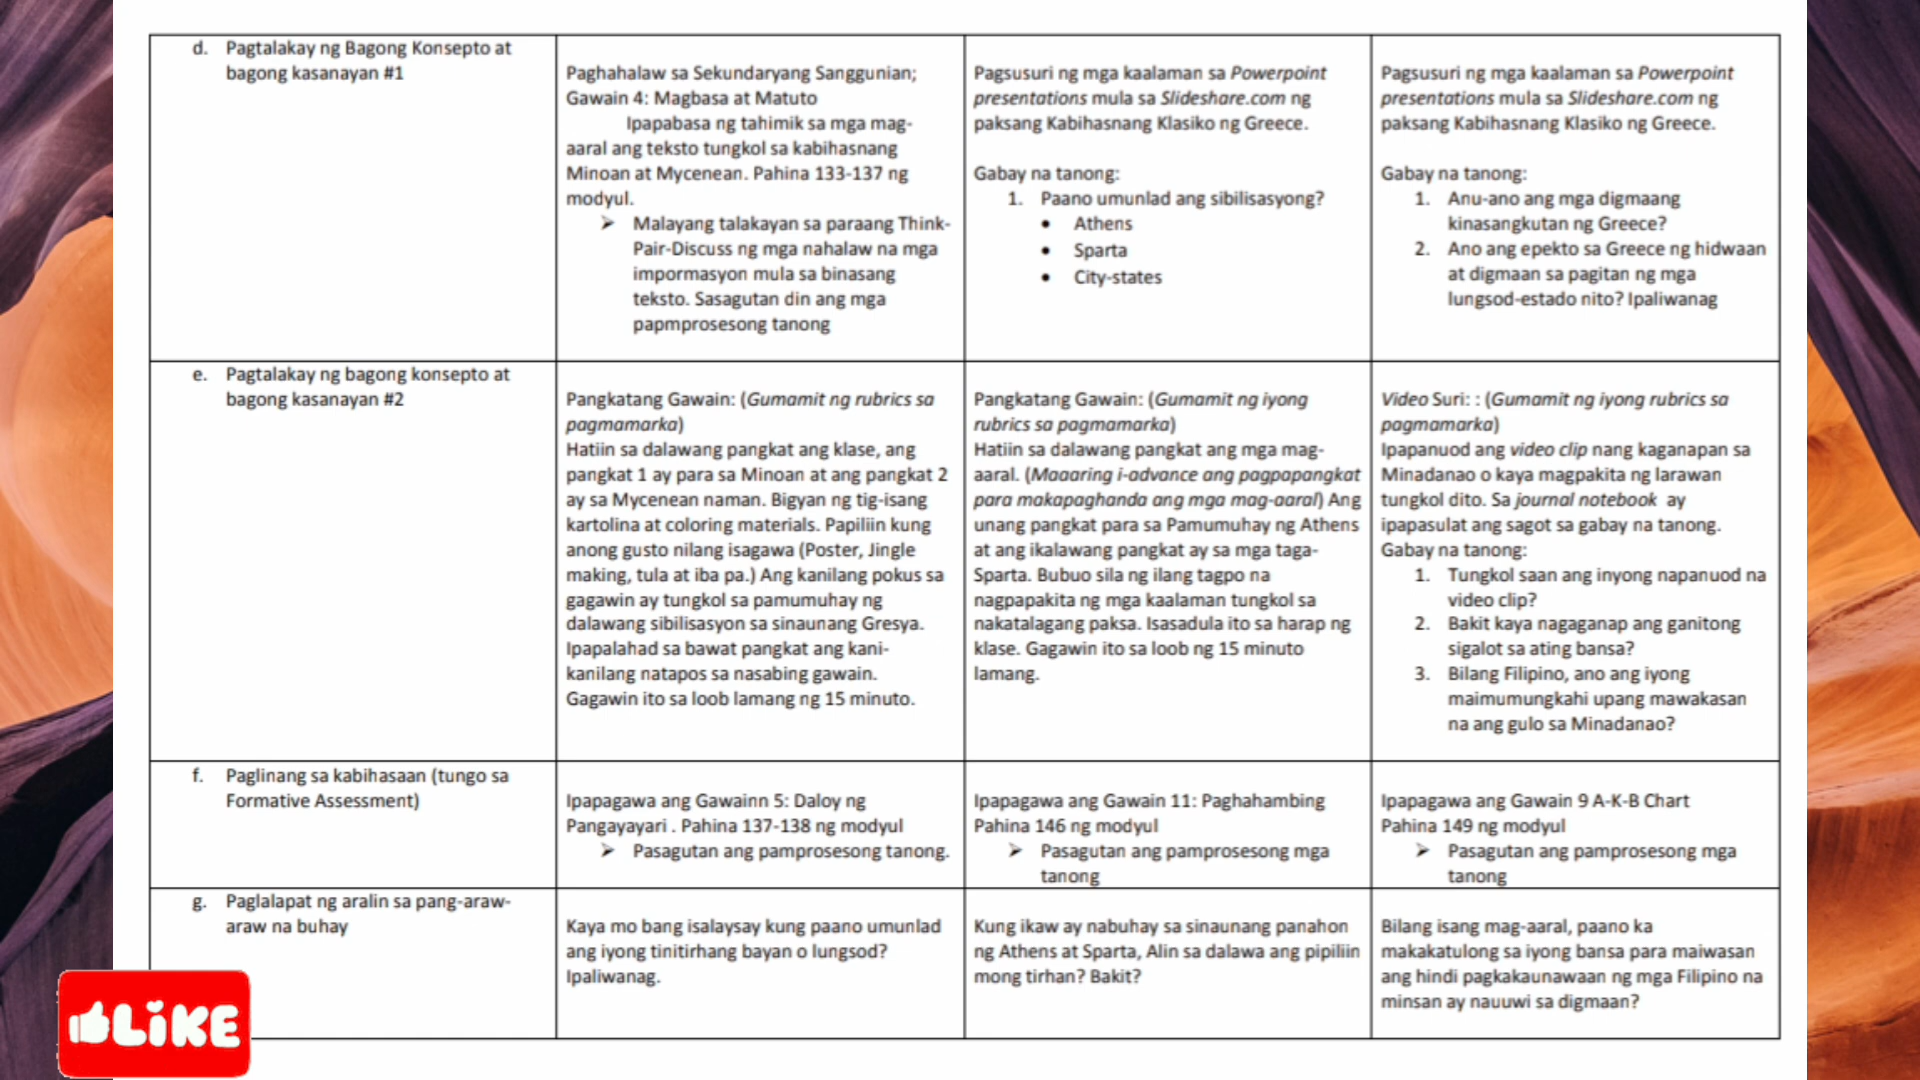 d. Pagtalakay ng Bagong Konsepto at
bagong kasanayan #1
Paghahalaw sa Sekundaryang Sanggunian;
Gawain 4: Magbasa at Matuto
Ipapabasa ng tahimik sa mga mag-
aaral ang teksto tungkol sa kabihasnang
Minoan at Mycenean. Pahina 133-137 ng
modyul.
➢ Malayang talakayan sa paraang Think-
Pair-Discuss ng mga nahalaw na mga
impormasyon mula sa binasang
teksto. Sasagutan din ang mga
papmprosesong tanong
Pagsusuri ng mga kaalaman sa Powerpoint
presentations mula sa Slideshare.com ng
paksang Kabihasnang Klasiko ng Greece.
Gabay na tanong:
1. Paano umunlad ang sibilisasyong?
• Athens
• Sparta
• City-states
Pagsusuri ng mga kaalaman sa Powerpoint
presentations mula sa Slideshare.com ng
paksang Kabihasnang Klasiko ng Greece.
Gabay na tanong:
1. Anu-ano ang mga digmaang
kinasangkutan ng Greece?
2. Ano ang epekto sa Greece ng hidwaan
at digmaan sa pagitan ng mga
lungsod-estado nito? Ipaliwanag
e. Pagtalakay ng bagong konsepto at
bagong kasanayan #2
Pangkatang Gawain: (Gumamit ng rubrics sa
pagmamarka)
Hatiin sa dalawang pangkat ang klase, ang
pangkat 1 ay para sa Minoan at ang pangkat 2
ay sa Mycenean naman. Bigyan ng tig-isang
kartolina at coloring materials. Papiliin kung
anong gusto nilang isagawa (Poster, Jingle
making, tula at iba pa.) Ang kanilang pokus sa
gagawin ay tungkol sa pamumuhay ng
dalawang sibilisasyon sa sinaunang Gresya.
Ipapalahad sa bawat pangkat ang kani-
kanilang natapos sa nasabing gawain.
Gagawin ito sa loob lamang ng 15 minuto.
Pangkatang Gawain: (Gumamit ng iyong
rubrics sa pagmamarka)
Hatiin sa dalawang pangkat ang mga mag-
aaral. (Maaaring i-advance ang pagpapangkat
para makapaghanda ang mga mag-aaral) Ang
unang pangkat para sa Pamumuhay ng Athens
at ang ikalawang pangkat ay sa mga taga-
Sparta. Bubuo sila ng ilang tagpo na
nagpapakita ng mga kaalaman tungkol sa
nakatalagang paksa. Isasadula ito sa harap ng
klase. Gagawin ito sa loob ng 15 minuto
lamang.
Video Suri: : (Gumamit ng iyong rubrics sa
pagmamarka)
Ipapanuod ang video clip nang kaganapan sa
Minadanao o kaya magpakita ng larawan
tungkol dito. Sa journal notebook ay
ipapasulat ang sagot sa gabay na tanong.
Gabay na tanong:
1. Tungkol saan ang inyong napanuod na
video clip?
2. Bakit kaya nagaganap ang ganitong
sigalot sa ating bansa?
3. Bilang Filipino, ano ang iyong
maimumungkahi upang mawakasan
na ang gulo sa Minadanao?
f. Paglinang sa kabihasaan (tungo sa
Formative Assessment)
Ipapagawa ang Gawainn 5: Daloy ng
Pangayayari . Pahina 137-138 ng modyul
➢ Pasagutan ang pamprosesong tanong.
Ipapagawa ang Gawain 11: Paghahambing
Pahina 146 ng modyul
➢ Pasagutan ang pamprosesong mga
tanong
Ipapagawa ang Gawain 9 A-K-B Chart
Pahina 149 ng modyul
➢ Pasagutan ang pamprosesong mga
tanong
g. Paglalapat ng aralin sa pang-araw-
araw na buhay
Kaya mo bang isalaysay kung paano umunlad
ang iyong tinitirhang bayan o lungsod?
Ipaliwanag.
Kung ikaw ay nabuhay sa sinaunang panahon
ng Athens at Sparta, Alin sa dalawa ang pipiliin
mong tirhan? Bakit?
Bilang isang mag-aaral, paano ka
makakatulong sa iyong bansa para maiwasan
ang hindi pagkakaunawaan ng mga Filipino na
minsan ay nauuwi sa digmaan?
LiKE